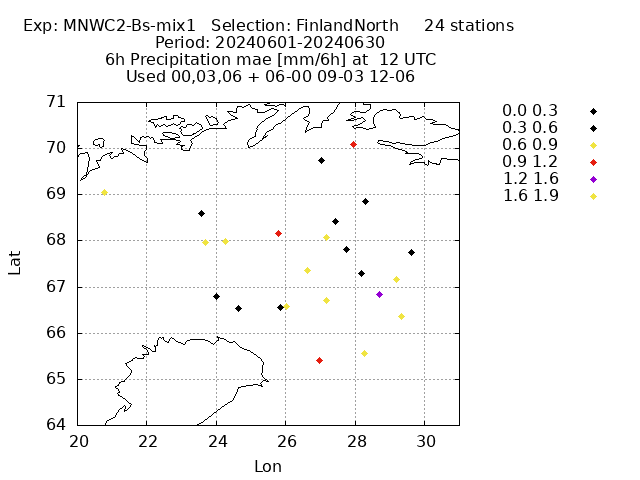 Exp: MNWC2-Bs-mix1   Selection: FinlandNorth     24 stations
Period: 20240601-20240630
6h Precipitation mae [mm/6h] at  12 UTC
Used 00,03,06 + 06-00 09-03 12-06
71
70
69
68
67
66
65
64
Lat
20 22 24 26 28 30
Lon
0.0 0.3
0.3 0.6
0.6 0.9
0.9 1.2
1.2 1.6
1.6 1.9